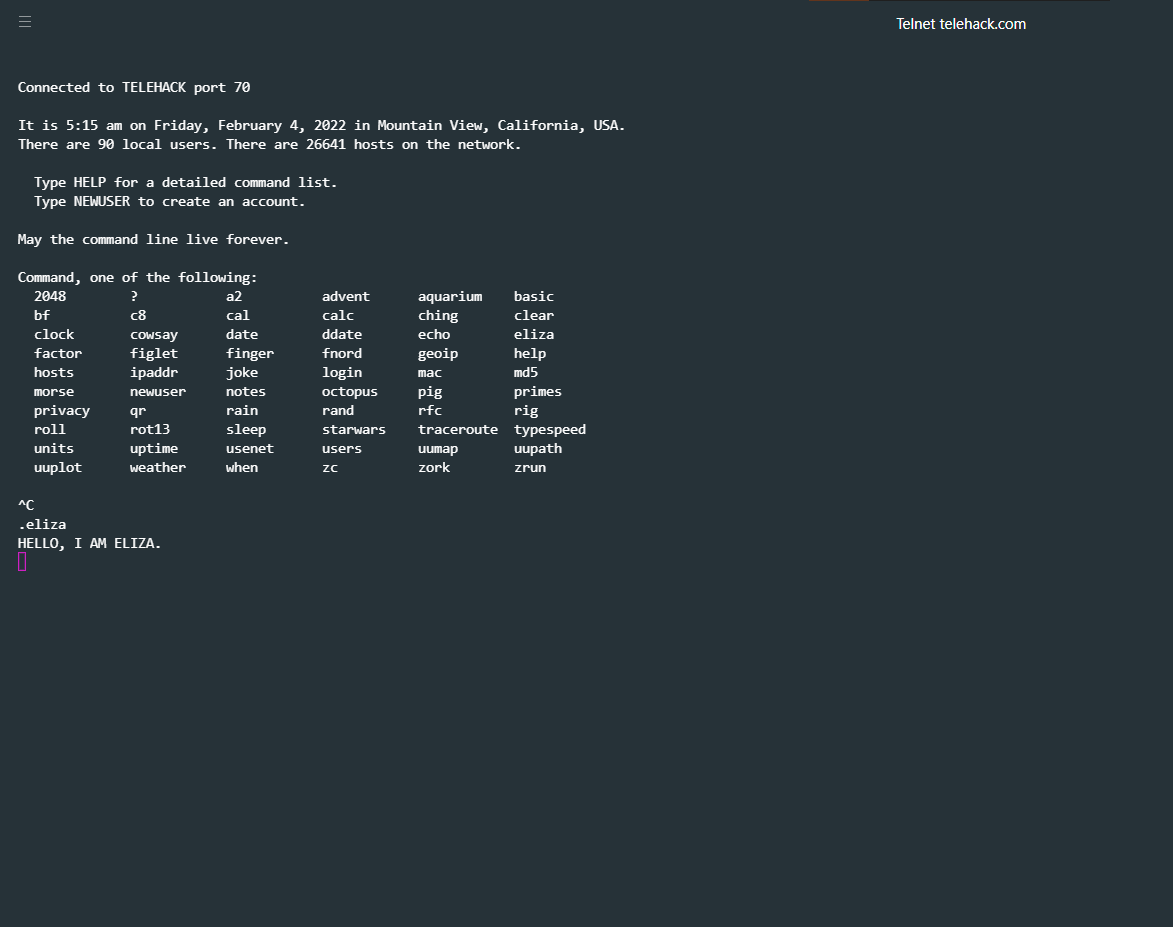 Telnet telehack.com
Connected to TELEHACK port 70
It is 5:15 am on Friday, February 4, 2022 in Mountain View, California, USA.
There are 90 local users. There are 26641 hosts on the network.
Type HELP for a detailed command list.
Type NEWUSER to create an account.
May the command line live forever.
Command, one of the following:
2048 ? a2 advent aquarium basic
bf c8 cal calc ching clear
clock cowsay date ddate echo eliza
factor figlet finger fnord geoip help
hosts ipaddr joke login mac md5
morse newuser notes octopus pig primes
privacy qr rain rand rfc rig
roll rot13 sleep starwars traceroute typespeed
units uptime usenet users uumap uupath
uuplot weather when zc zork zrun
^C
.eliza
HELLO, I AM ELIZA.